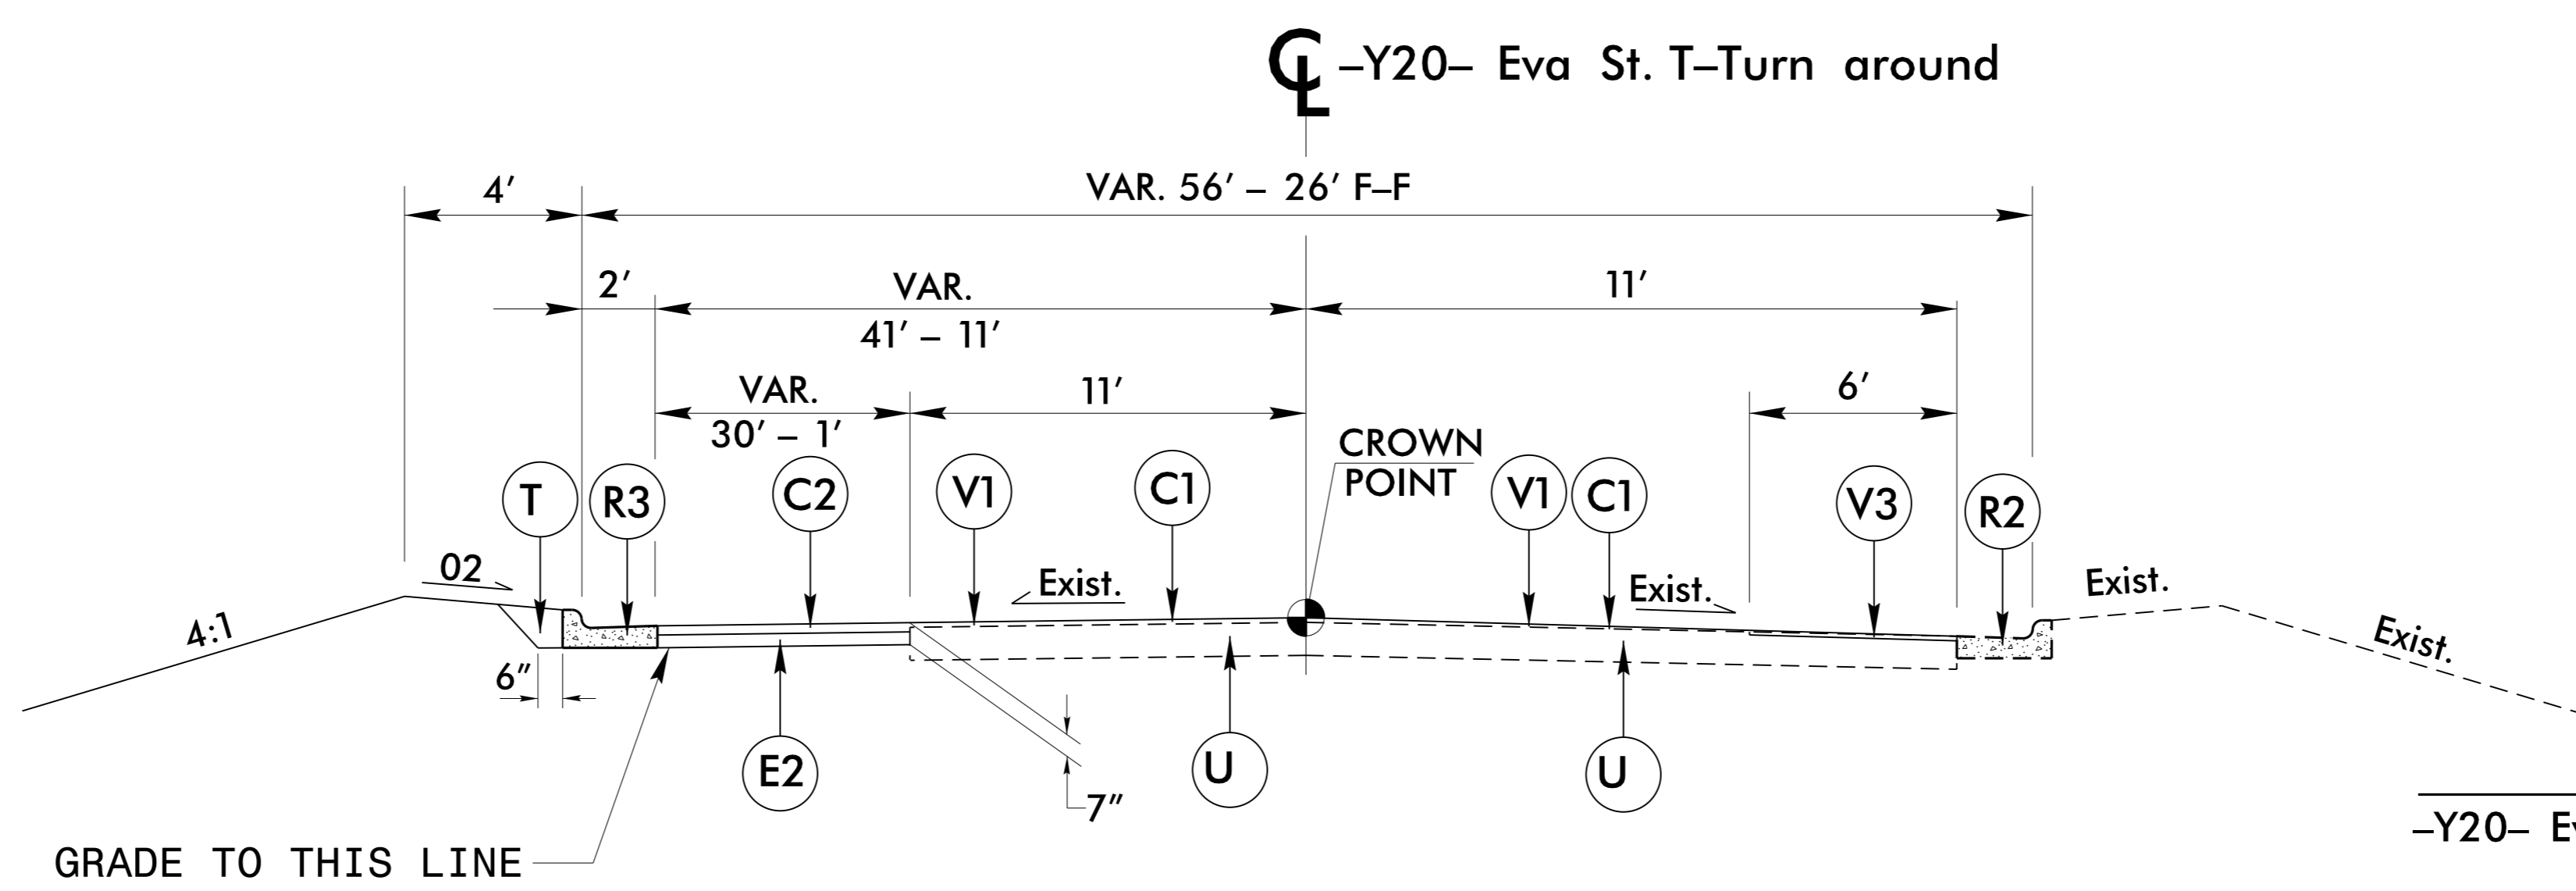 CL –Y20– Eva St. T–Turn around
4′
VAR. 56′ – 26′ F–F
2′
VAR.
41′ – 11′
11′
VAR.
30′ – 1′
11′
6′
CROWN
POINT
T
R3
C2
V1
C1
V1
C1
V3
R2
02
Exist.
Exist.
Exist.
4:1
Exist.
6″
E2
U
U
7″
GRADE TO THIS LINE
–Y20–